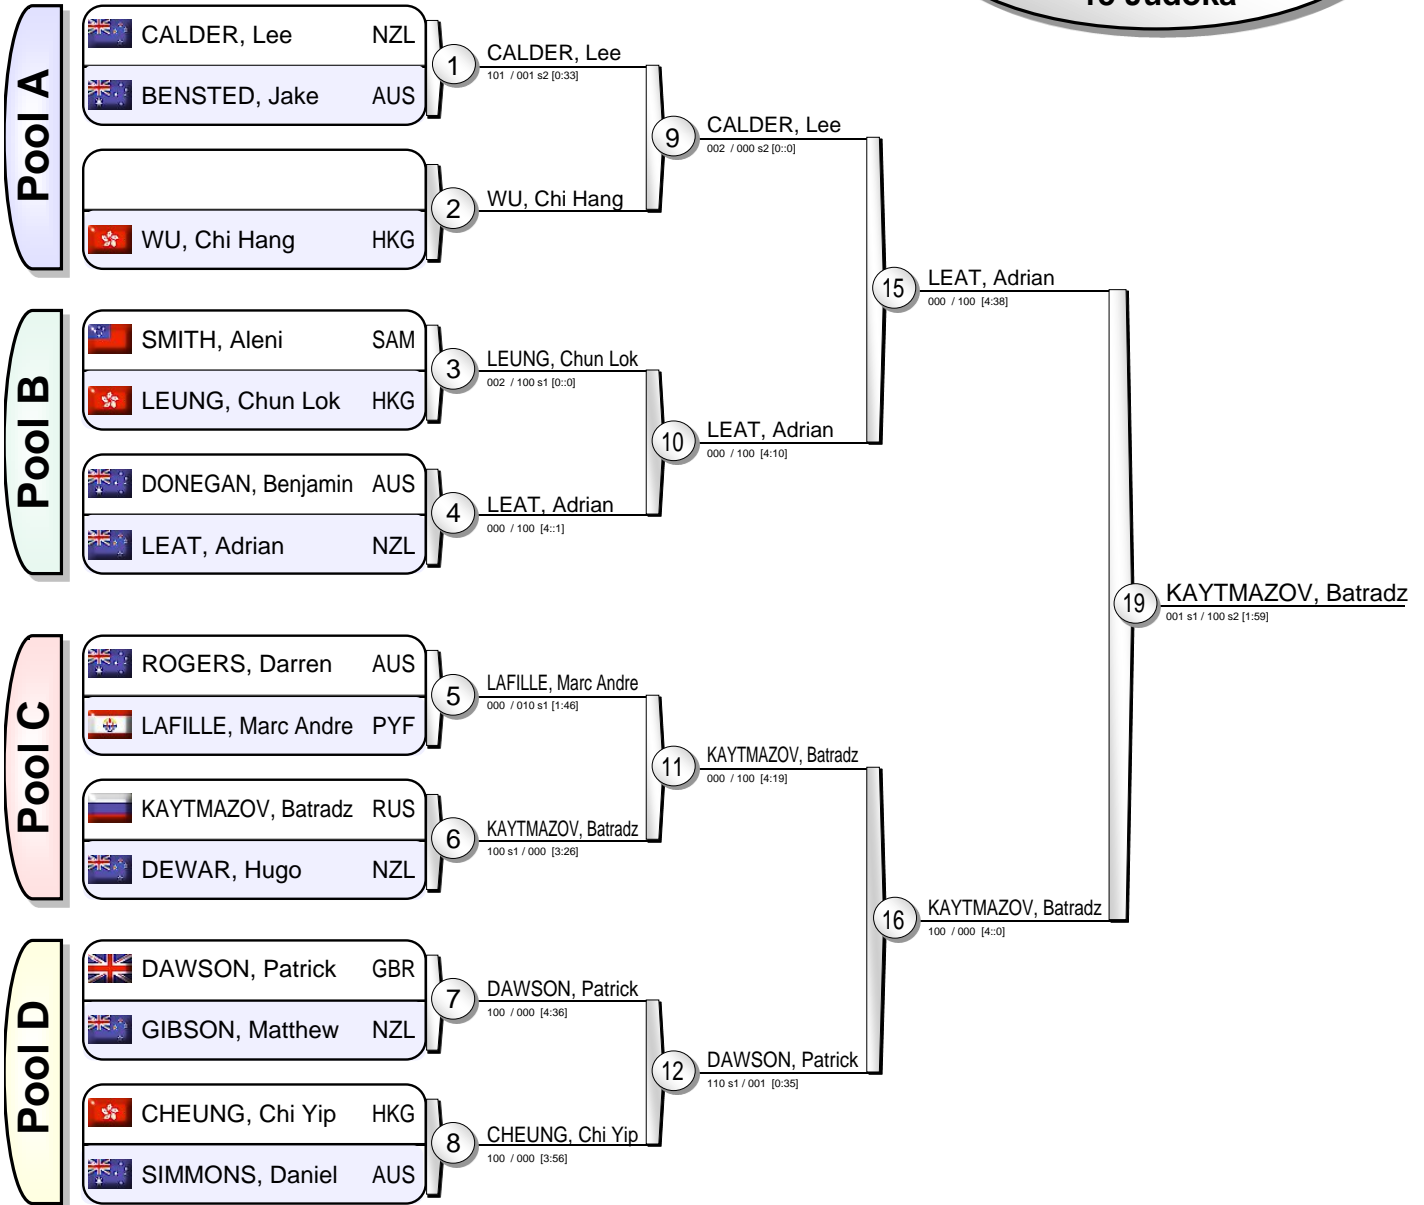 Pool A
CALDER, Lee NZL
BENSTED, Jake AUS
WU, Chi Hang HKG
1
CALDER, Lee
101 / 001 s2 [0:33]
2
WU, Chi Hang
9
CALDER, Lee
002 / 000 s2 [0::0]
Pool B
SMITH, Aleni SAM
LEUNG, Chun Lok HKG
DONEGAN, Benjamin AUS
LEAT, Adrian NZL
3
LEUNG, Chun Lok
002 / 100 s1 [0::0]
4
LEAT, Adrian
000 / 100 [4::1]
10
LEAT, Adrian
000 / 100 [4:10]
15
LEAT, Adrian
000 / 100 [4:38]
Pool C
ROGERS, Darren AUS
LAFILLE, Marc Andre PYF
KAYTMAZOV, Batradz RUS
DEWAR, Hugo NZL
5
LAFILLE, Marc Andre
000 / 010 s1 [1:46]
6
KAYTMAZOV, Batradz
100 s1 / 000 [3:26]
11
KAYTMAZOV, Batradz
000 / 100 [4:19]
Pool D
DAWSON, Patrick GBR
GIBSON, Matthew NZL
CHEUNG, Chi Yip HKG
SIMMONS, Daniel AUS
7
DAWSON, Patrick
100 / 000 [4:36]
8
CHEUNG, Chi Yip
100 / 000 [3:56]
12
DAWSON, Patrick
110 s1 / 001 [0:35]
16
KAYTMAZOV, Batradz
100 / 000 [4::0]
19
KAYTMAZOV, Batradz
001 s1 / 100 s2 [1:59]
Judoka